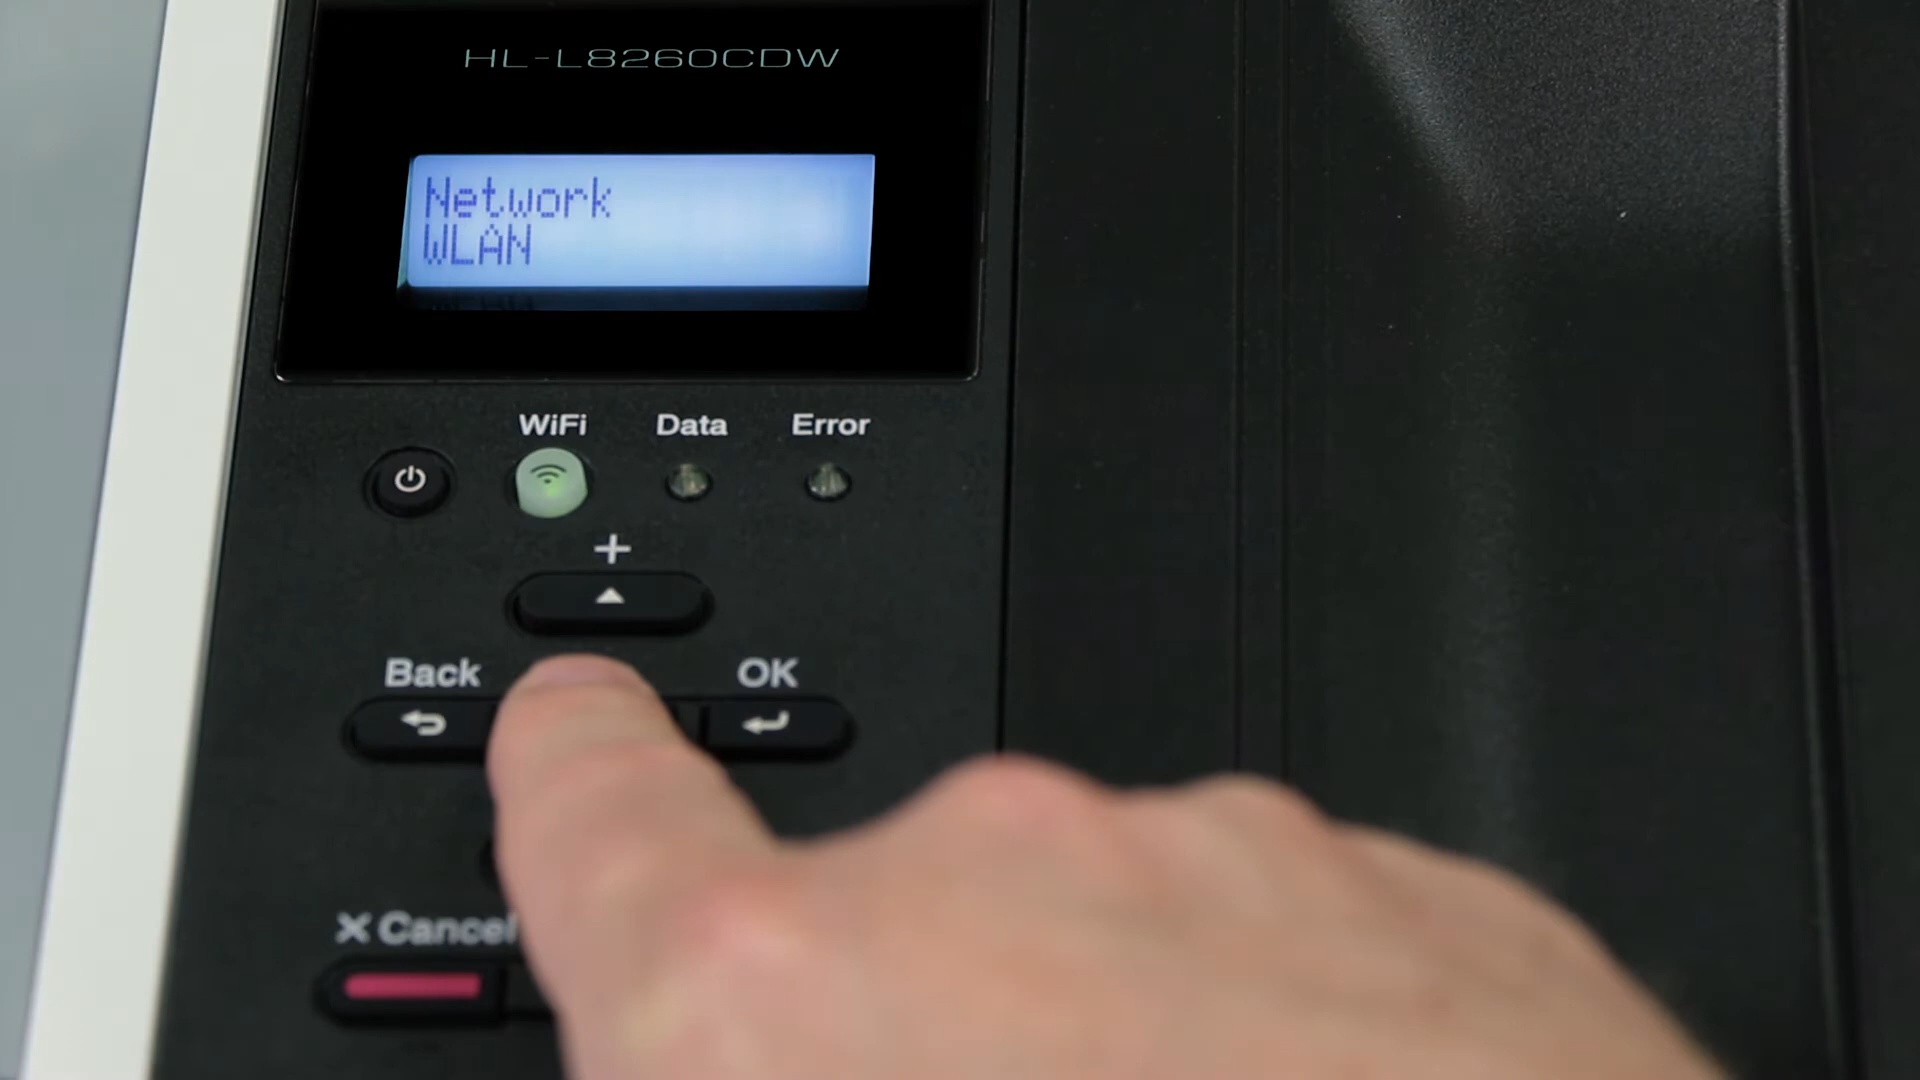 HL-L8260CDW
Network
WLAN
WiFi Data Error
+
Back OK
X Cancel